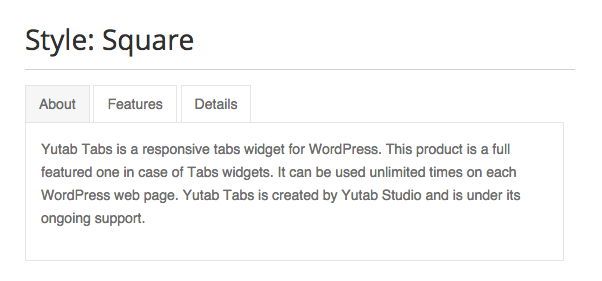 Style: Square
About
Features
Details
Yutab Tabs is a responsive tabs widget for WordPress. This product is a full
featured one in case of Tabs widgets. It can be used unlimited times on each
WordPress web page. Yutab Tabs is created by Yutab Studio and is under its
ongoing support.